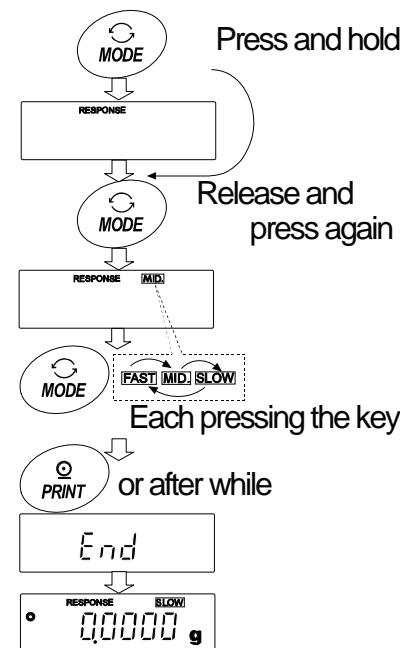 MODE
Press and hold
RESPONSE
MODE
Release and
press again
RESPONSE MID.
MODE
FAST MID. SLOW
Each pressing the key
PRINT
or after while
End
RESPONSE SLOW
0.0000 g